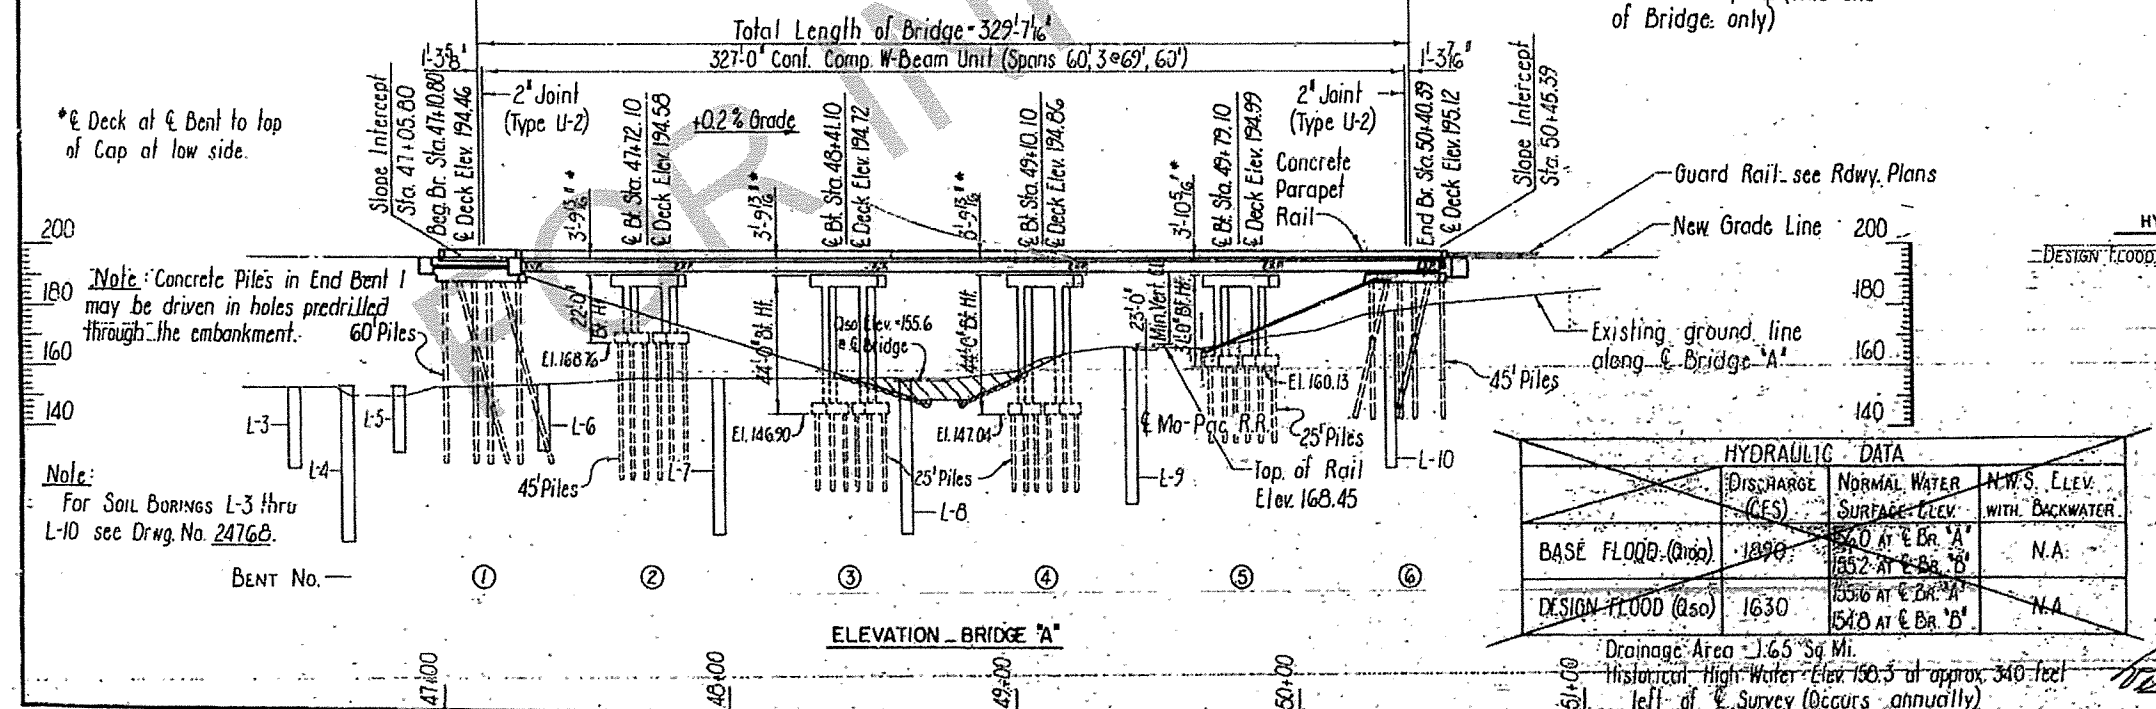 of Bridge only)
Total Length of Bridge = 329'-7 1/16"
327'-0" Cont. Comp. W-Beam Unit (Spans 60', 3@69', 60')
1'-3 5/8"
1'-3 7/16"
2" Joint
(Type U-2)
+0.2% Grade
2" Joint
(Type U-2)
Slope Intercept
Sta. 47+05.80
Beg. Br. Sta. 47+10.80
℄ Deck Elev. 194.46
℄ Bt. Sta. 47+72.10
℄ Deck Elev. 194.58
℄ Bt. Sta. 48+41.10
℄ Deck Elev. 194.72
℄ Bt. Sta. 49+10.10
℄ Deck Elev. 194.86
℄ Bt. Sta. 49+79.10
℄ Deck Elev. 194.99
End Br. Sta. 50+40.39
℄ Deck Elev. 195.12
Slope Intercept
Sta. 50+45.39
*℄ Deck at ℄ Bent to top
of Cap at low side.
3'-9 13/16" *
3'-9 13/16" *
3'-9 13/16" *
3'-10 5/16" *
Concrete
Parapet
Rail
Guard Rail - see Rdwy. Plans
New Grade Line
200
180
160
140
200
180
160
140
DESIGN FLOOD
Note: Concrete Piles in End Bent 1
may be driven in holes predrilled
through the embankment.
60' Piles
22'-0"
Bt. Ht.
El. 168.76
44'-0" Bt. Ht.
Q50 Elev. = 155.6
@ ℄ Bridge
44'-0" Bt. Ht.
23'-0"
Min. Vert. Cl.
Bt. Ht.
El. 160.13
Existing ground line
along ℄ Bridge "A"
45' Piles
L-3
L-4
L-5
L-6
45' Piles
L-7
El. 146.90
25' Piles
L-8
El. 147.04
℄ Mo-Pac R.R.
L-9
25' Piles
Top of Rail
Elev. 168.45
L-10
Note:
For Soil Borings L-3 thru
L-10 see Drwg. No. 24768.
BENT No. — 1 2 3 4 5 6
ELEVATION - BRIDGE "A"
47+00 48+00 49+00 50+00 51+00
HYDRAULIC DATA
DISCHARGE (CFS) NORMAL WATER SURFACE ELEV. N.W.S. ELEV. WITH BACKWATER
BASE FLOOD (Q100) 1890 156.0 AT ℄ BR. "A" N.A.
155.2 AT ℄ BR. "B"
DESIGN FLOOD (Q50) 1630 155.6 AT ℄ BR. "A" N.A.
154.8 AT ℄ BR. "B"
Drainage Area - 1.65 Sq. Mi.
Historical High Water Elev. 158.3 at approx. 340 feet
left of ℄ Survey (Occurs annually)